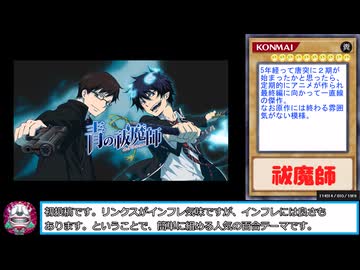 青の祓魔師
KONMAI
貴
5年経って唐突に２期が
始まったかと思ったら、
定期的にアニメが作られ
最終編に向かって一直線
の傑作。
なお原作には終わる雰囲
気がない模様。
祓魔師
初投稿です。リンクスがインフレ気味ですが、インフレには良さも
あります。ということで、簡単に組める人気の百合テーマです。